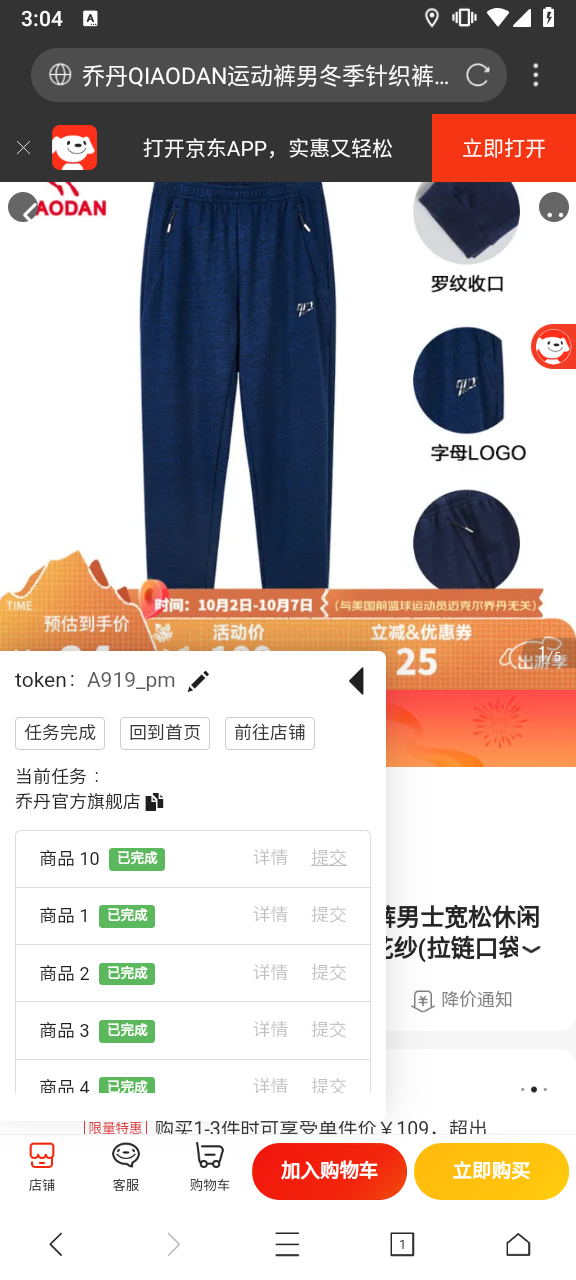 3:04
A
乔丹QIAODAN运动裤男冬季针织裤...
打开京东APP，实惠又轻松
立即打开
AODAN
罗纹收口
字母LOGO
TIME
时间：10月2日-10月7日
（与美国前篮球运动员迈克尔乔丹无关）
预估到手价
活动价
立减&优惠券
25
出游季
1/5
token：A919_pm
任务完成
回到首页
前往店铺
当前任务：
乔丹官方旗舰店
商品 10 已完成 详情 提交
商品 1 已完成 详情 提交
商品 2 已完成 详情 提交
商品 3 已完成 详情 提交
商品 4 已完成 详情 提交
裤男士宽松休闲
花纱(拉链口袋
降价通知
限增特惠 购买1-3件时可享受单件价￥109，超出...
店铺
客服
购物车
加入购物车
立即购买
1